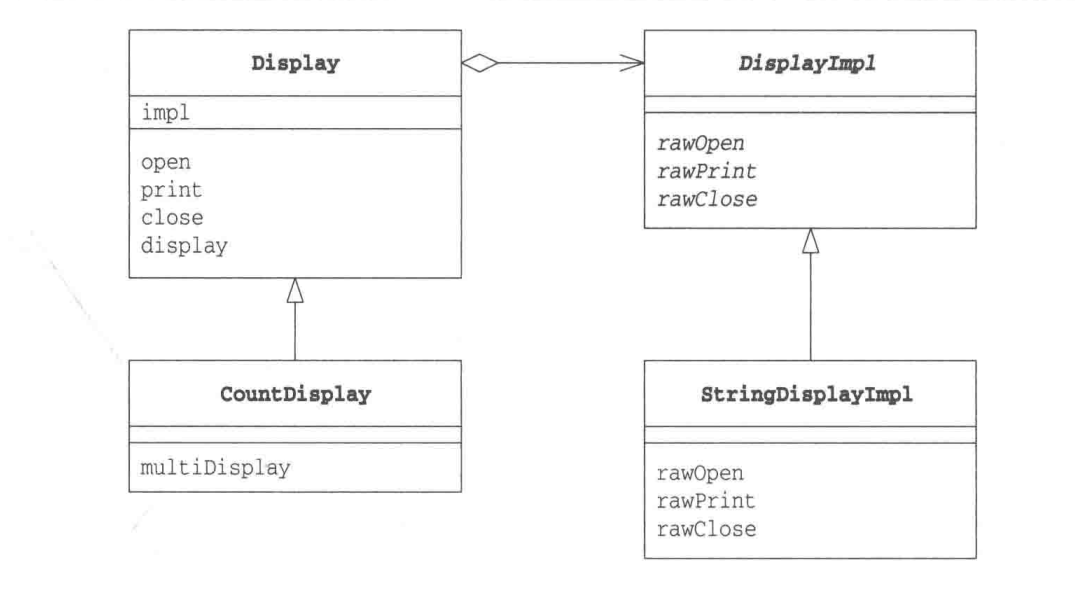 Display
impl
open
print
close
display
DisplayImpl
rawOpen
rawPrint
rawClose
CountDisplay
multiDisplay
StringDisplayImpl
rawOpen
rawPrint
rawClose